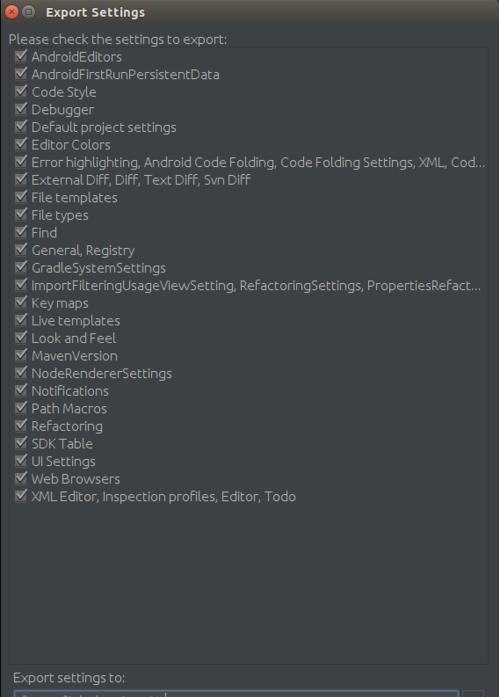 Export Settings
Please check the settings to export:
AndroidEditors
AndroidFirstRunPersistentData
Code Style
Debugger
Default project settings
Editor Colors
Error highlighting, Android Code Folding, Code Folding Settings, XML, Cod...
External Diff, Diff, Text Diff, Svn Diff
File templates
File types
Find
General, Registry
GradleSystemSettings
ImportFilteringUsageViewSetting, RefactoringSettings, PropertiesRefact...
Key maps
Live templates
Look and Feel
MavenVersion
NodeRendererSettings
Notifications
Path Macros
Refactoring
SDK Table
UI Settings
Web Browsers
XML Editor, Inspection profiles, Editor, Todo
Export settings to: